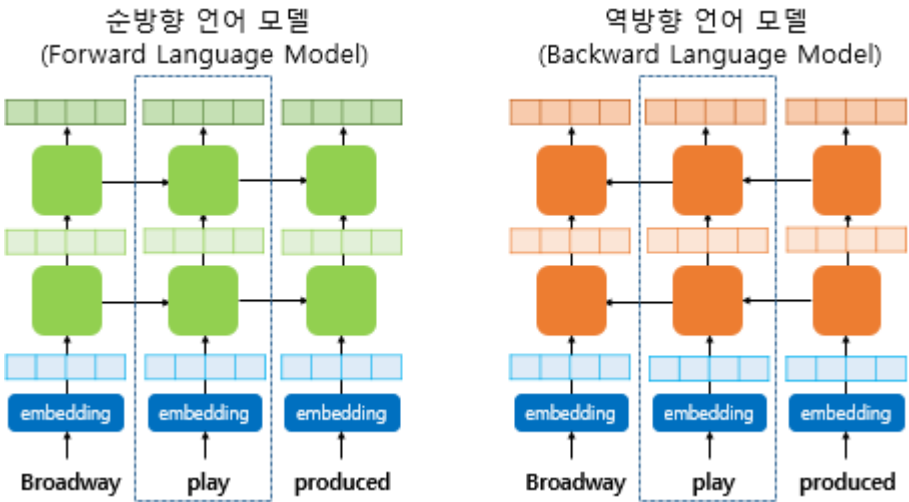 순방향 언어 모델
(Forward Language Model)
embedding embedding embedding
Broadway play produced
역방향 언어 모델
(Backward Language Model)
embedding embedding embedding
Broadway play produced